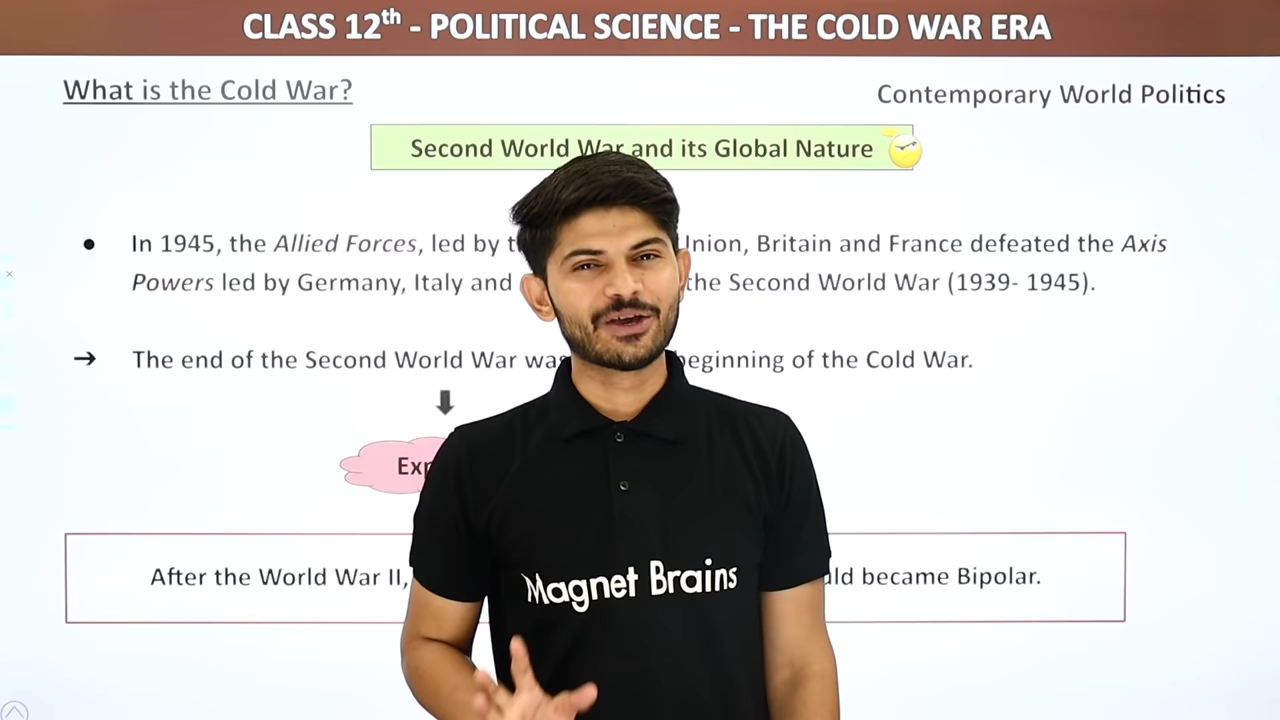 CLASS 12th - POLITICAL SCIENCE - THE COLD WAR ERA
What is the Cold War?
Contemporary World Politics
Second World War and its Global Nature
● In 1945, the Allied Forces, led by Union, Britain and France defeated the Axis
Powers led by Germany, Italy and the Second World War (1939- 1945).
➔ The end of the Second World War was beginning of the Cold War.
After the World War II, became Bipolar.
Magnet Brains